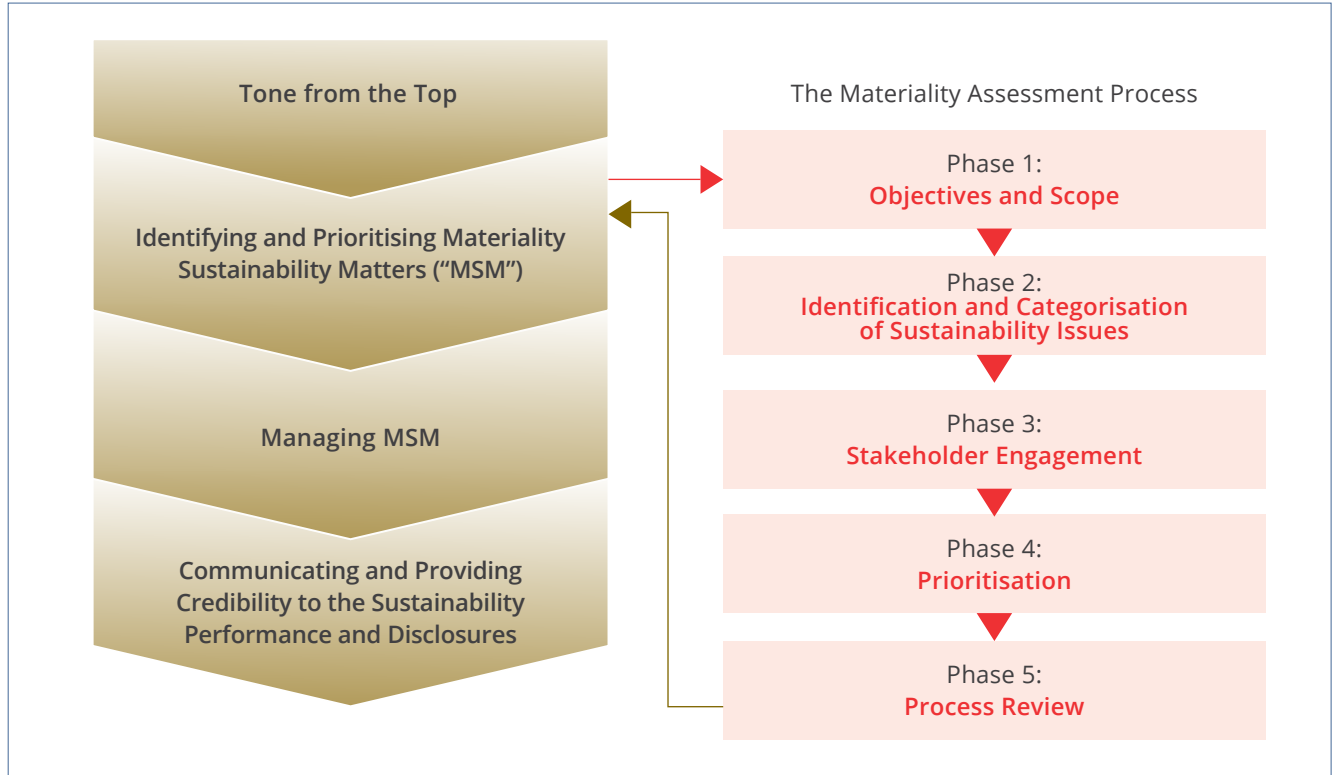 Tone from the Top
Identifying and Prioritising Materiality
Sustainability Matters (“MSM”)
Managing MSM
Communicating and Providing
Credibility to the Sustainability
Performance and Disclosures
The Materiality Assessment Process
Phase 1:
Objectives and Scope
Phase 2:
Identification and Categorisation
of Sustainability Issues
Phase 3:
Stakeholder Engagement
Phase 4:
Prioritisation
Phase 5:
Process Review